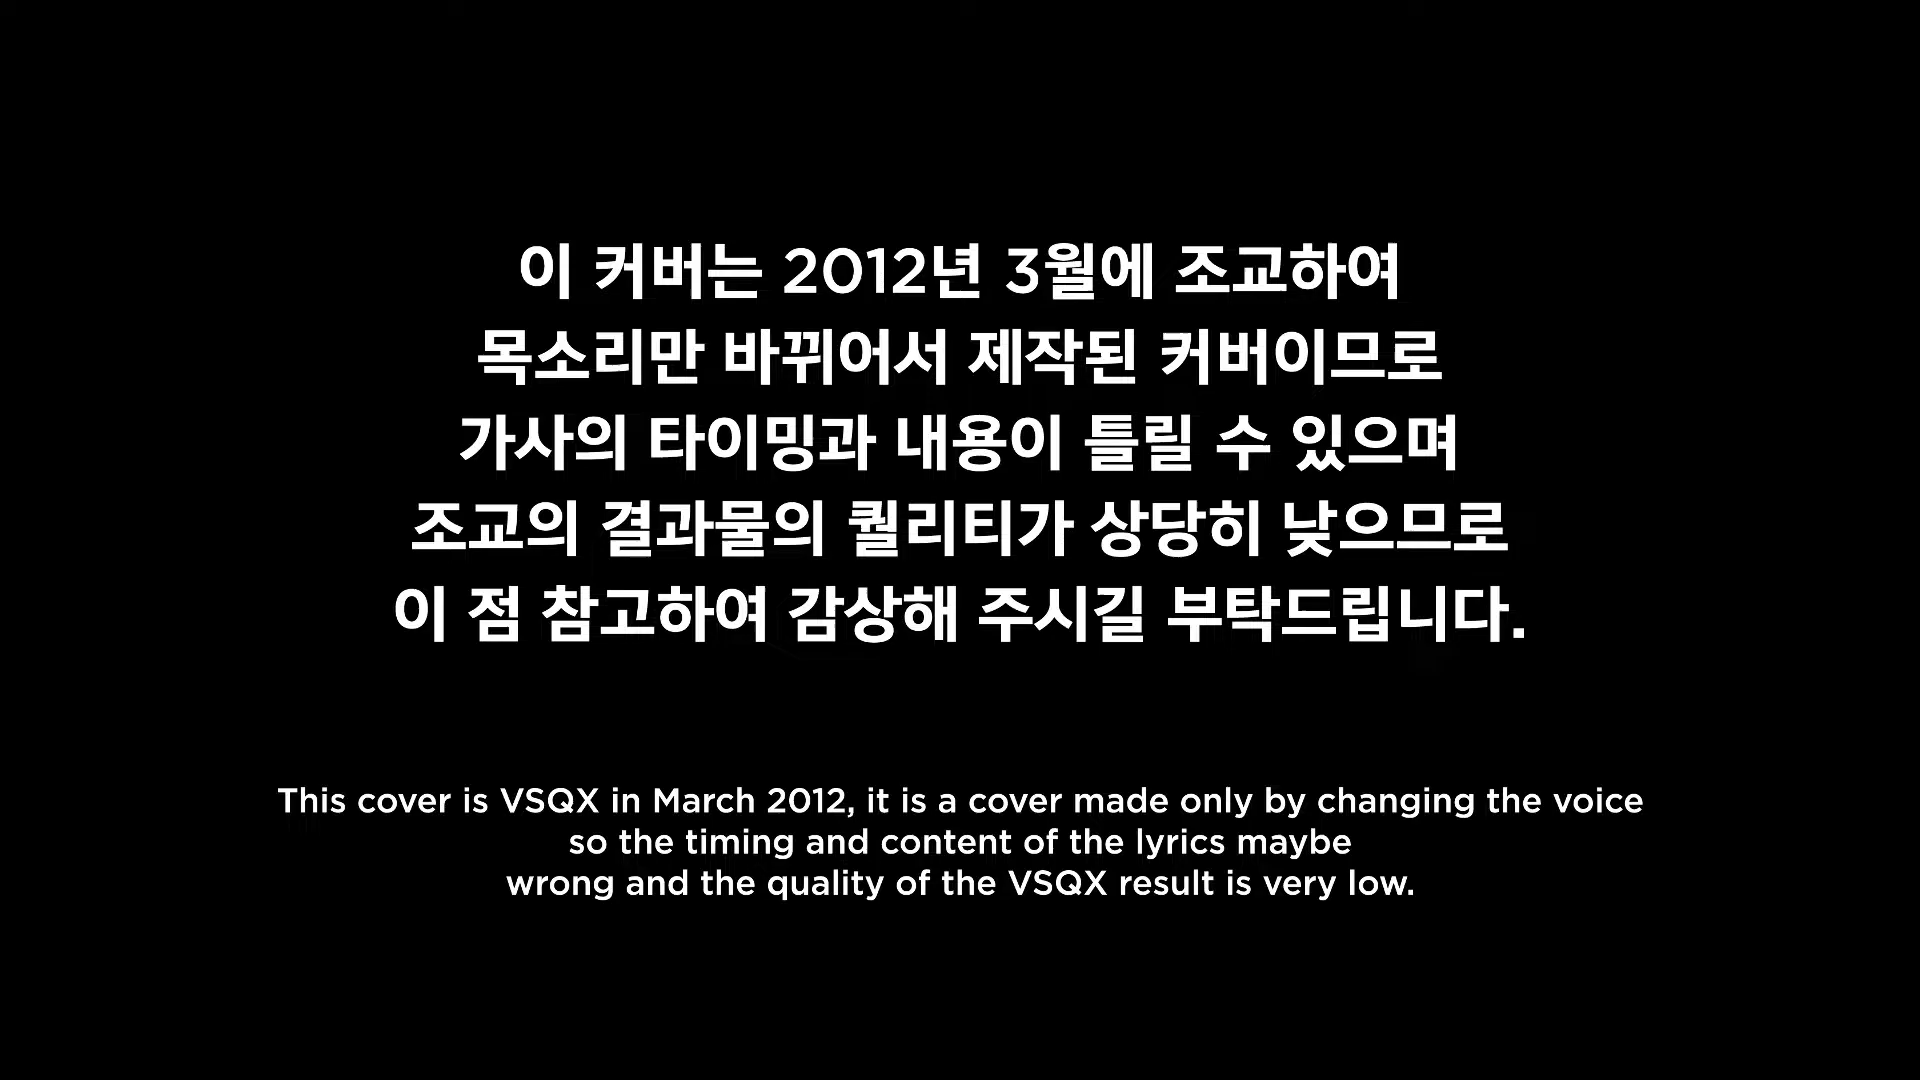 이 커버는 2012년 3월에 조교하여
목소리만 바뀌어서 제작된 커버이므로
가사의 타이밍과 내용이 틀릴 수 있으며
조교의 결과물의 퀄리티가 상당히 낮으므로
이 점 참고하여 감상해 주시길 부탁드립니다.
This cover is VSQX in March 2012, it is a cover made only by changing the voice
so the timing and content of the lyrics maybe
wrong and the quality of the VSQX result is very low.